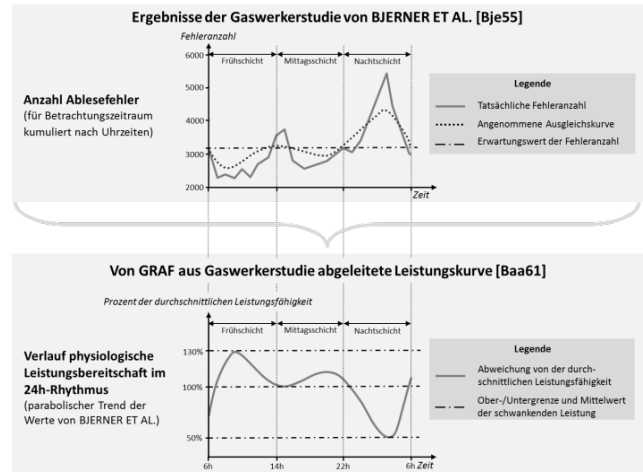 Ergebnisse der Gaswerkerstudie von BJERNER ET AL. [Bje55]
Fehleranzahl
6000
5000
4000
3000
2000
Frühschicht
Mittagsschicht
Nachtschicht
Zeit
Anzahl Ablesefehler
(für Betrachtungszeitraum
kumuliert nach Uhrzeiten)
Legende
Tatsächliche Fehleranzahl
Angenommene Ausgleichskurve
Erwartungswert der Fehleranzahl
Von GRAF aus Gaswerkerstudie abgeleitete Leistungskurve [Baa61]
Prozent der durchschnittlichen Leistungsfähigkeit
Frühschicht
Mittagsschicht
Nachtschicht
130%
100%
50%
6h
14h
22h
6h
Zeit
Verlauf physiologische
Leistungsbereitschaft im
24h-Rhythmus
(parabolischer Trend der
Werte von BJERNER ET AL.)
Legende
Abweichung von der durch-
schnittlichen Leistungsfähigkeit
Ober-/Untergrenze und Mittelwert
der schwankenden Leistung